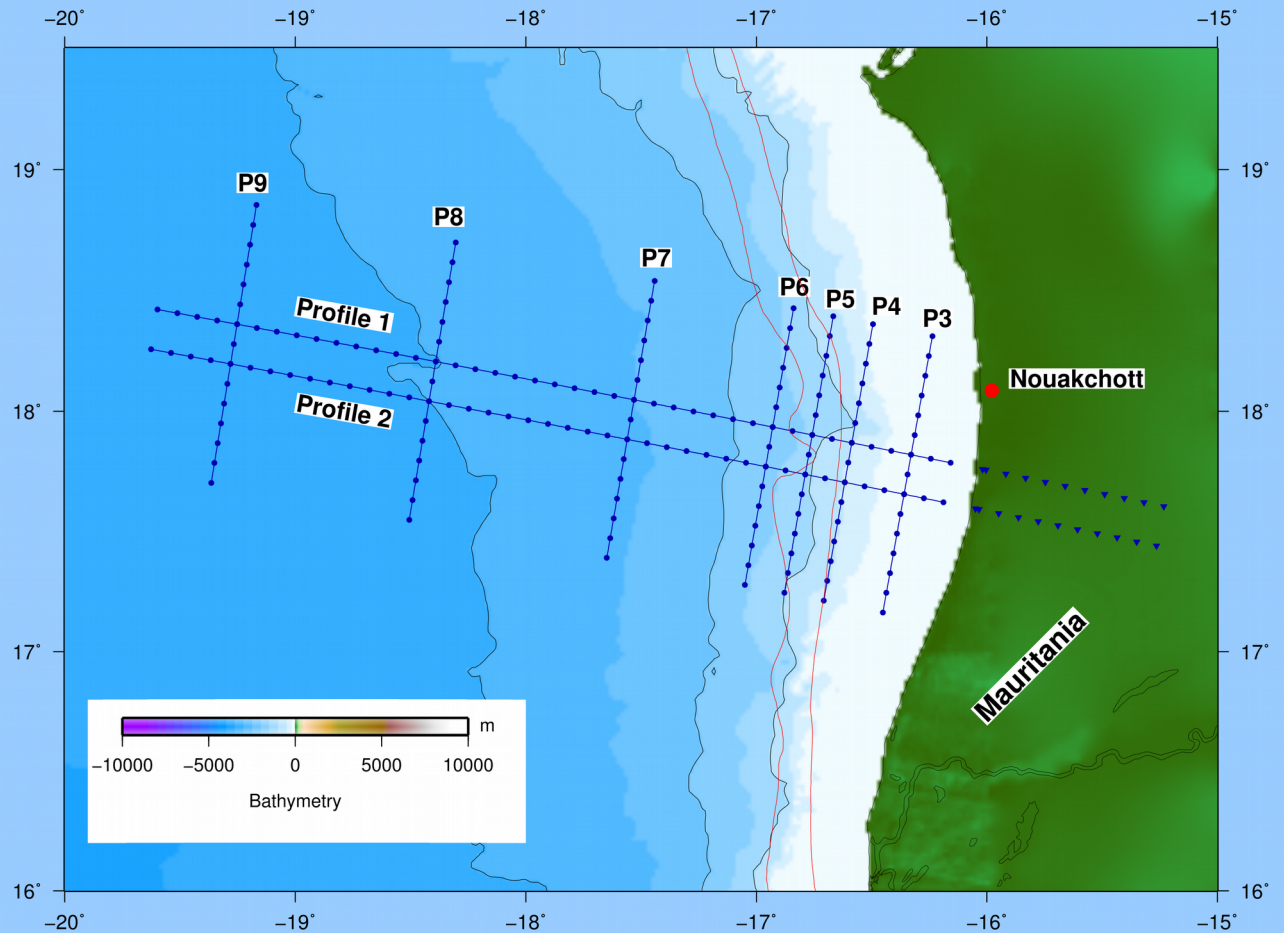 −20˚ −19˚ −18˚ −17˚ −16˚ −15˚
19˚ 19˚
P9
P8
P7
P6
P5
P4
P3
Profile 1
Nouakchott
18˚ 18˚
Profile 2
17˚ 17˚
Mauritania
m
−10000 −5000 0 5000 10000
Bathymetry
16˚ 16˚
−20˚ −19˚ −18˚ −17˚ −16˚ −15˚